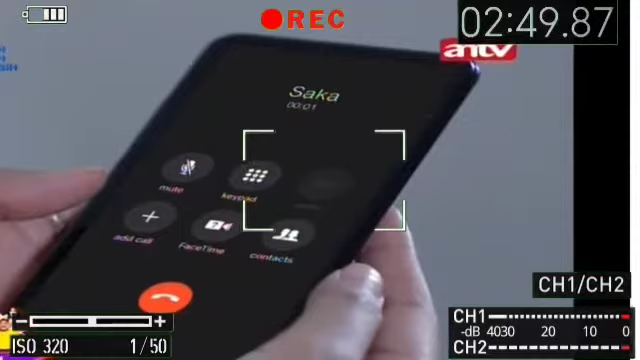 REC
02:49.87
antv
Saka
00:01
mute
keypad
add call
FaceTime
contacts
CH1/CH2
CH1
-dB 4030 20 10 0
CH2
- +
ISO 320
1/50